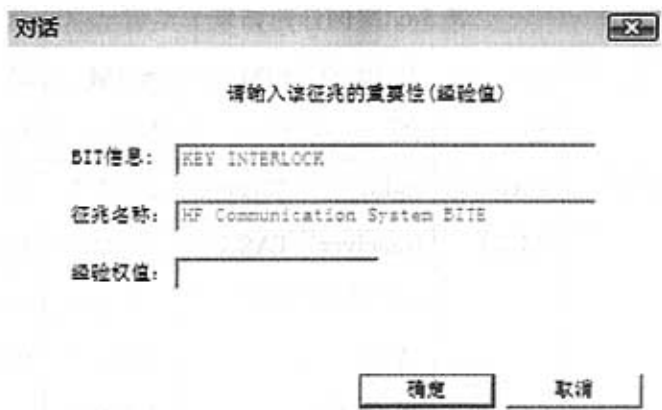 对话
请输入该征兆的重要性(经验值)
BIT信息: KEY INTERLOCK
征兆名称: HF Communication System BITE
经验权值:
确定 取消